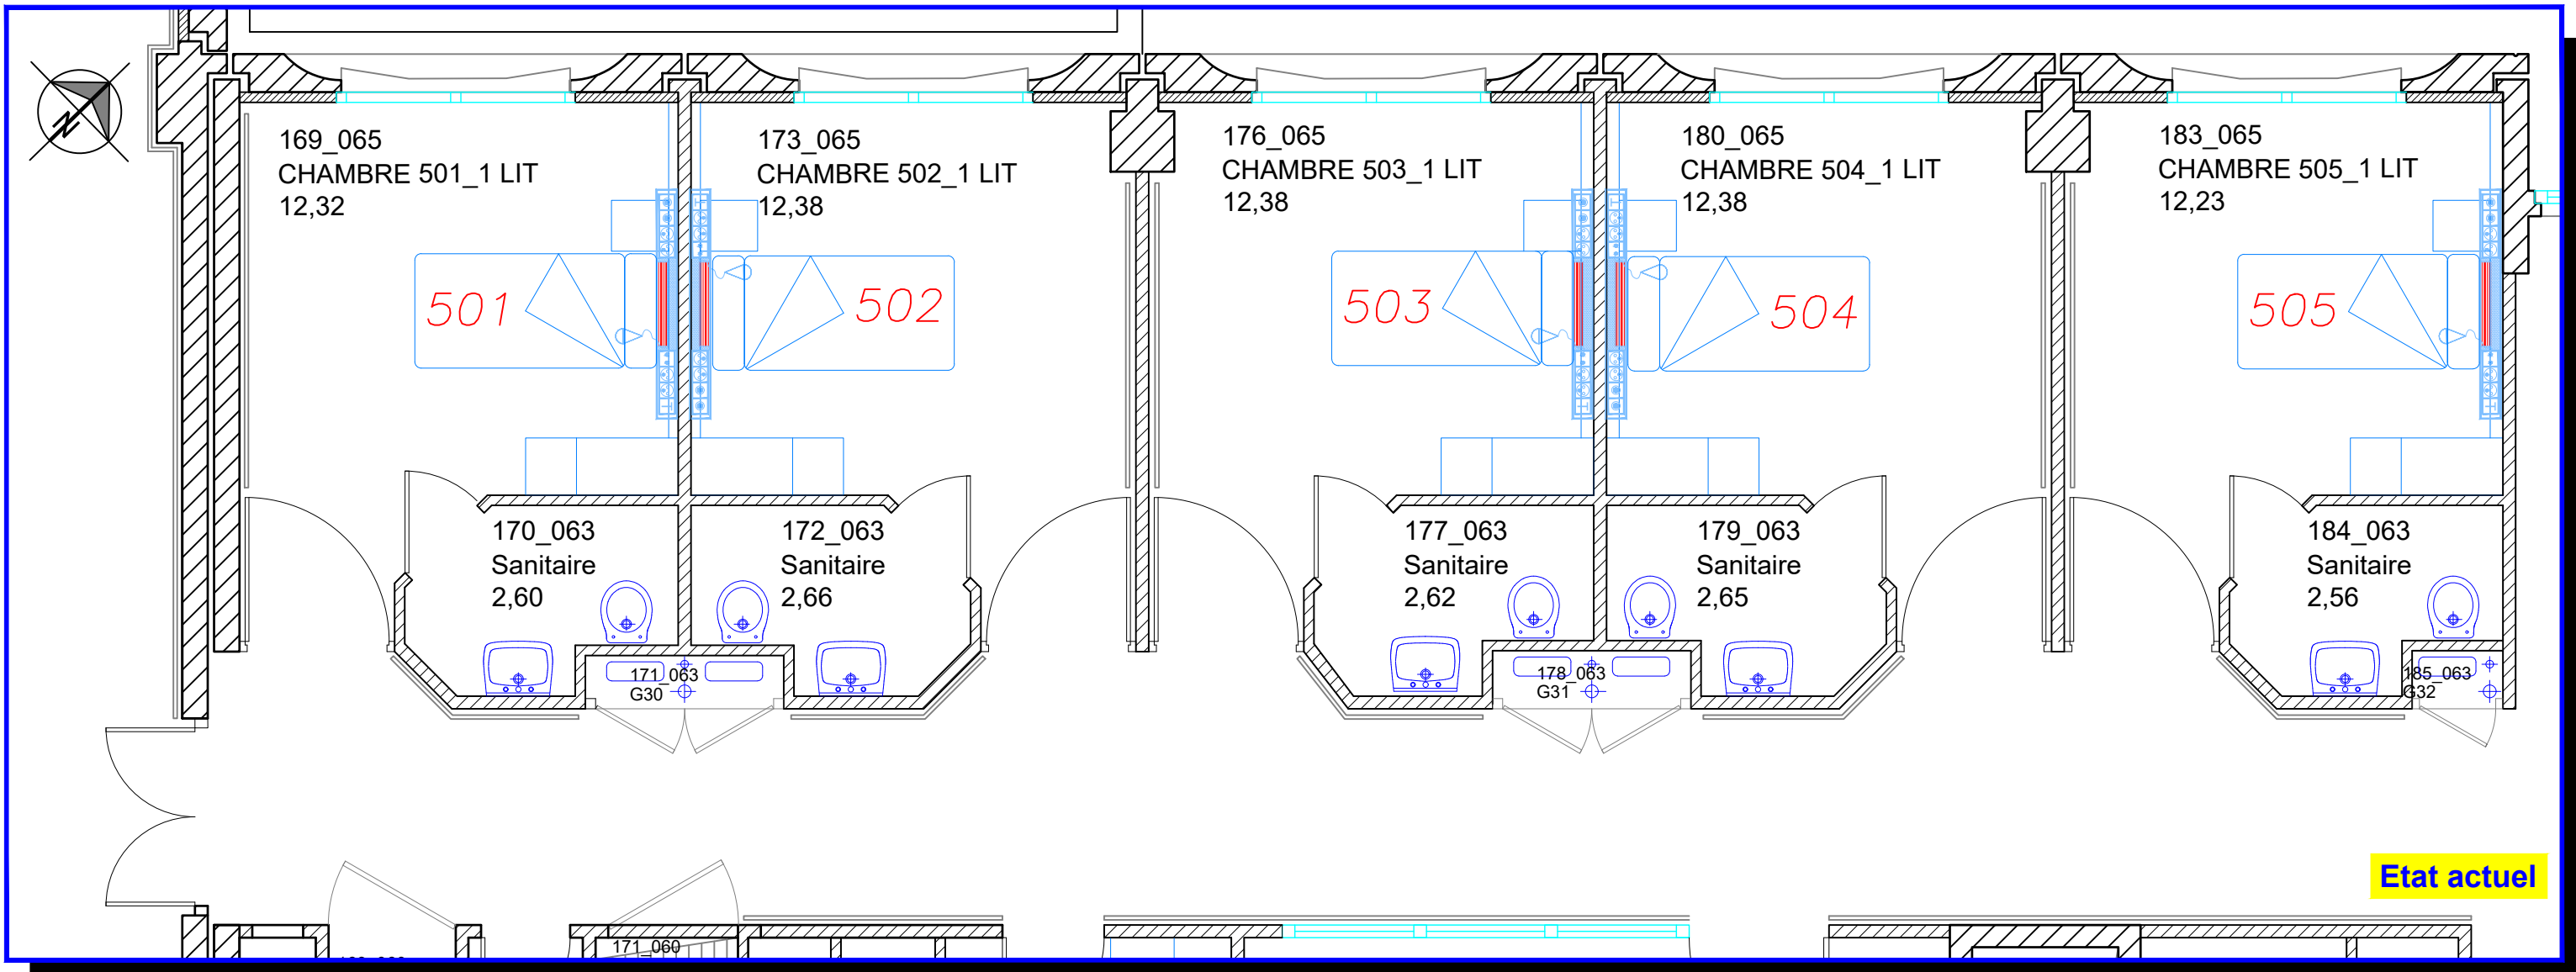 N
169_065
CHAMBRE 501_1 LIT
12,32
173_065
CHAMBRE 502_1 LIT
12,38
176_065
CHAMBRE 503_1 LIT
12,38
180_065
CHAMBRE 504_1 LIT
12,38
183_065
CHAMBRE 505_1 LIT
12,23
501
502
503
504
505
170_063
Sanitaire
2,60
172_063
Sanitaire
2,66
177_063
Sanitaire
2,62
179_063
Sanitaire
2,65
184_063
Sanitaire
2,56
171_063
G30
178_063
G31
185_063
G32
Etat actuel
171_060